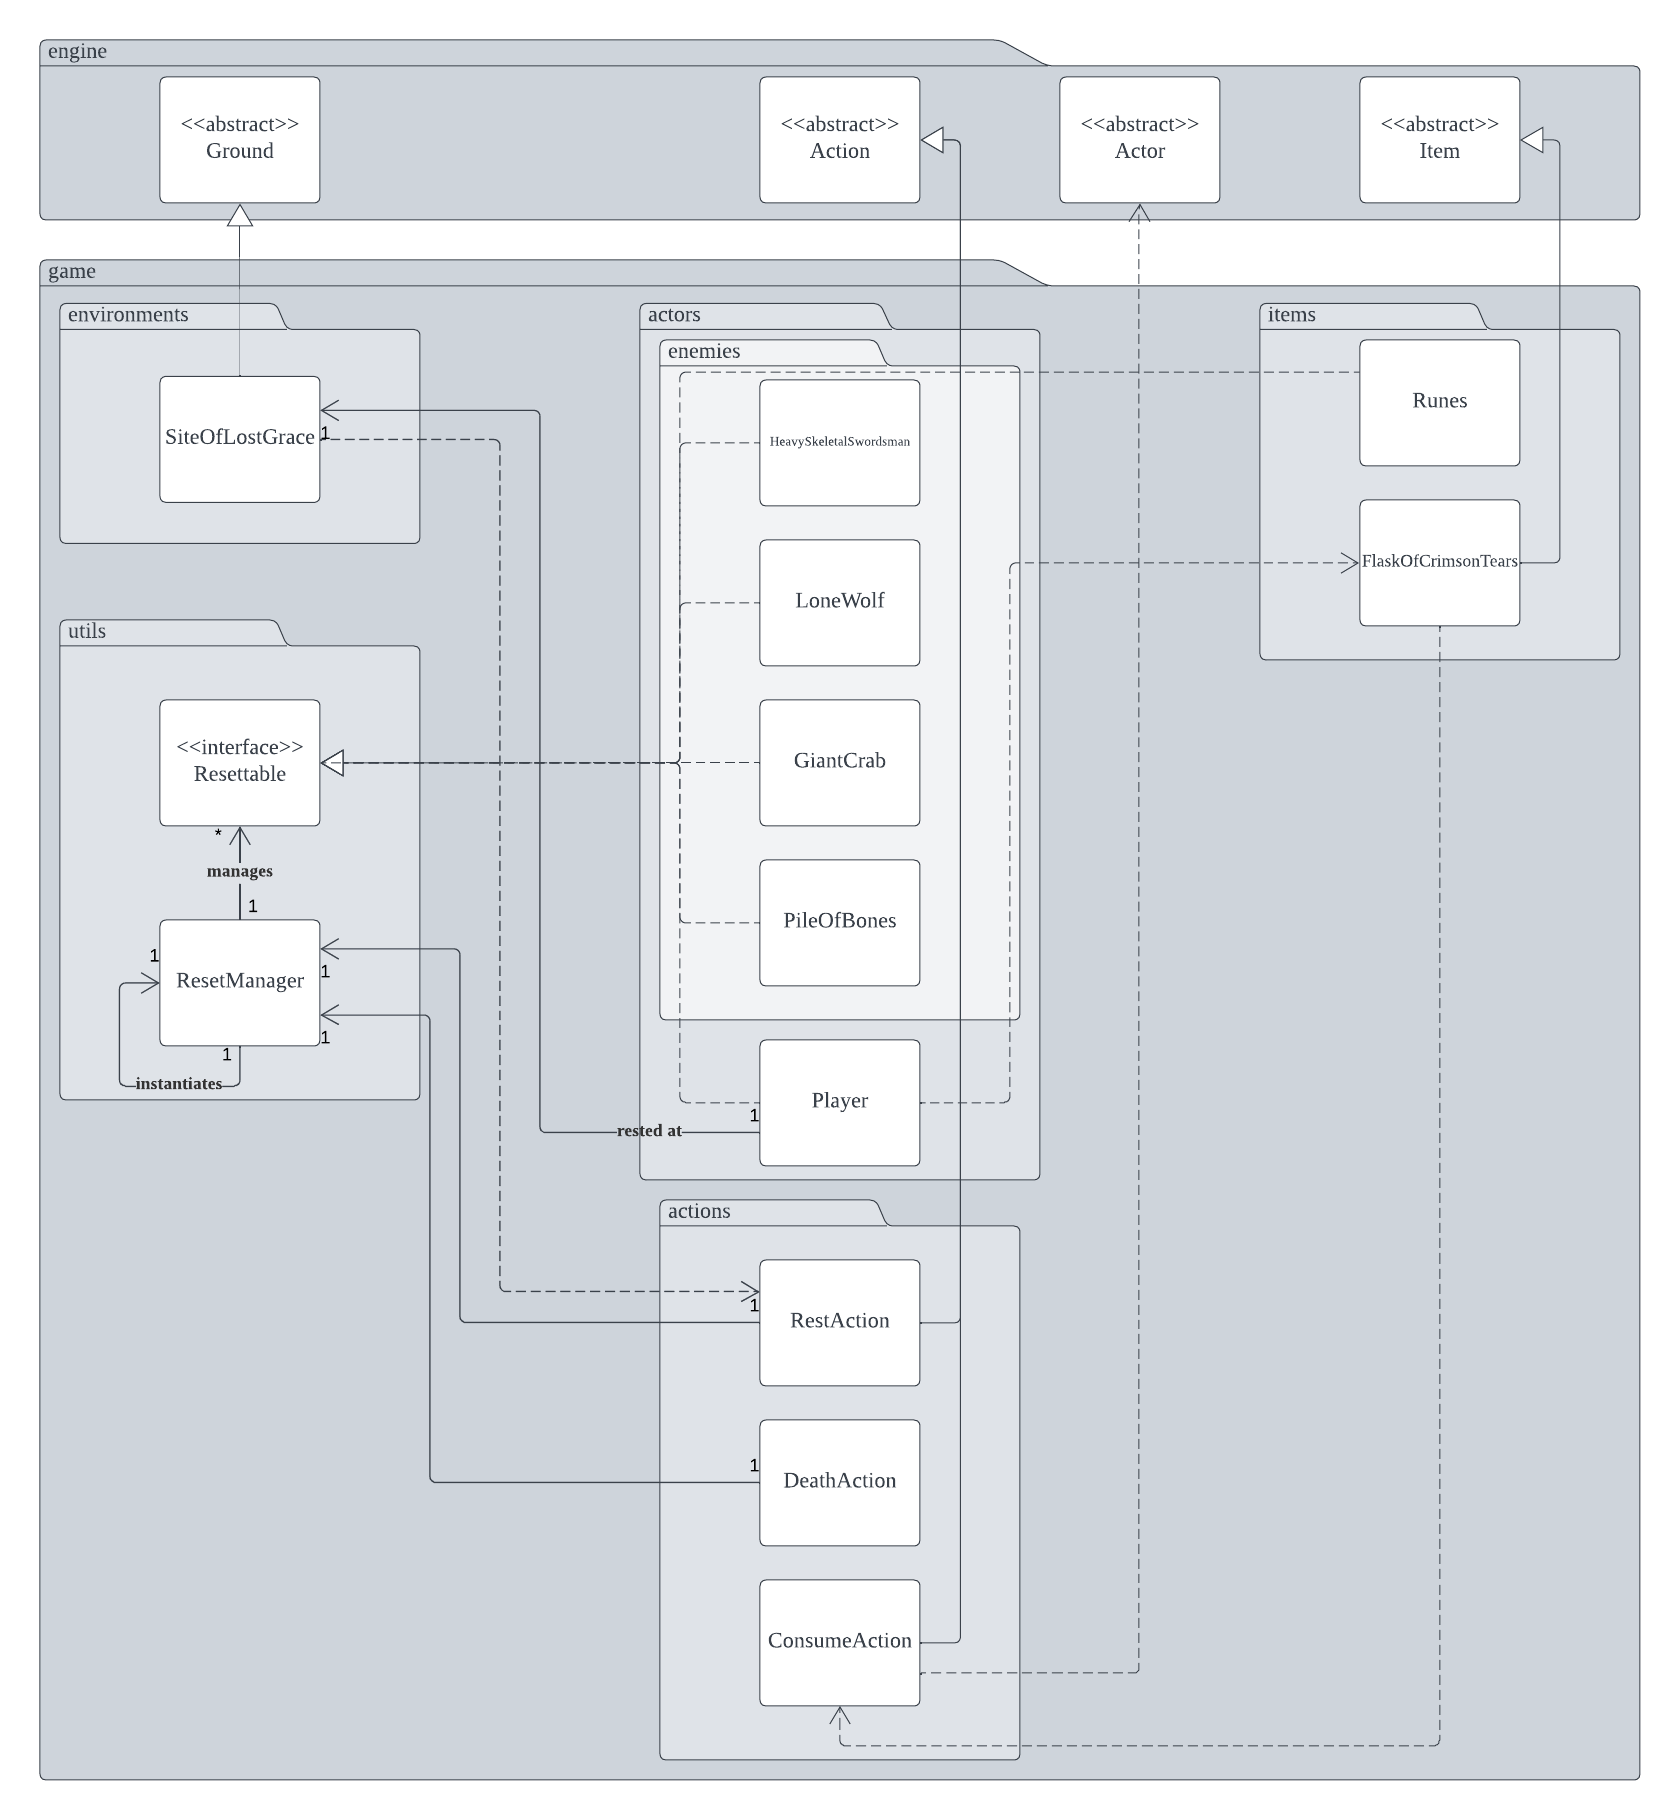 engine
<<abstract>>
Ground
<<abstract>>
Action
<<abstract>>
Actor
<<abstract>>
Item
game
environments
SiteOfLostGrace
1
actors
enemies
HeavySkeletalSwordsman
LoneWolf
GiantCrab
PileOfBones
Player
1
rested at
items
Runes
FlaskOfCrimsonTears
utils
<<interface>>
Resettable
*
manages
1
ResetManager
1
1
1
1
instantiates
actions
RestAction
1
DeathAction
1
ConsumeAction